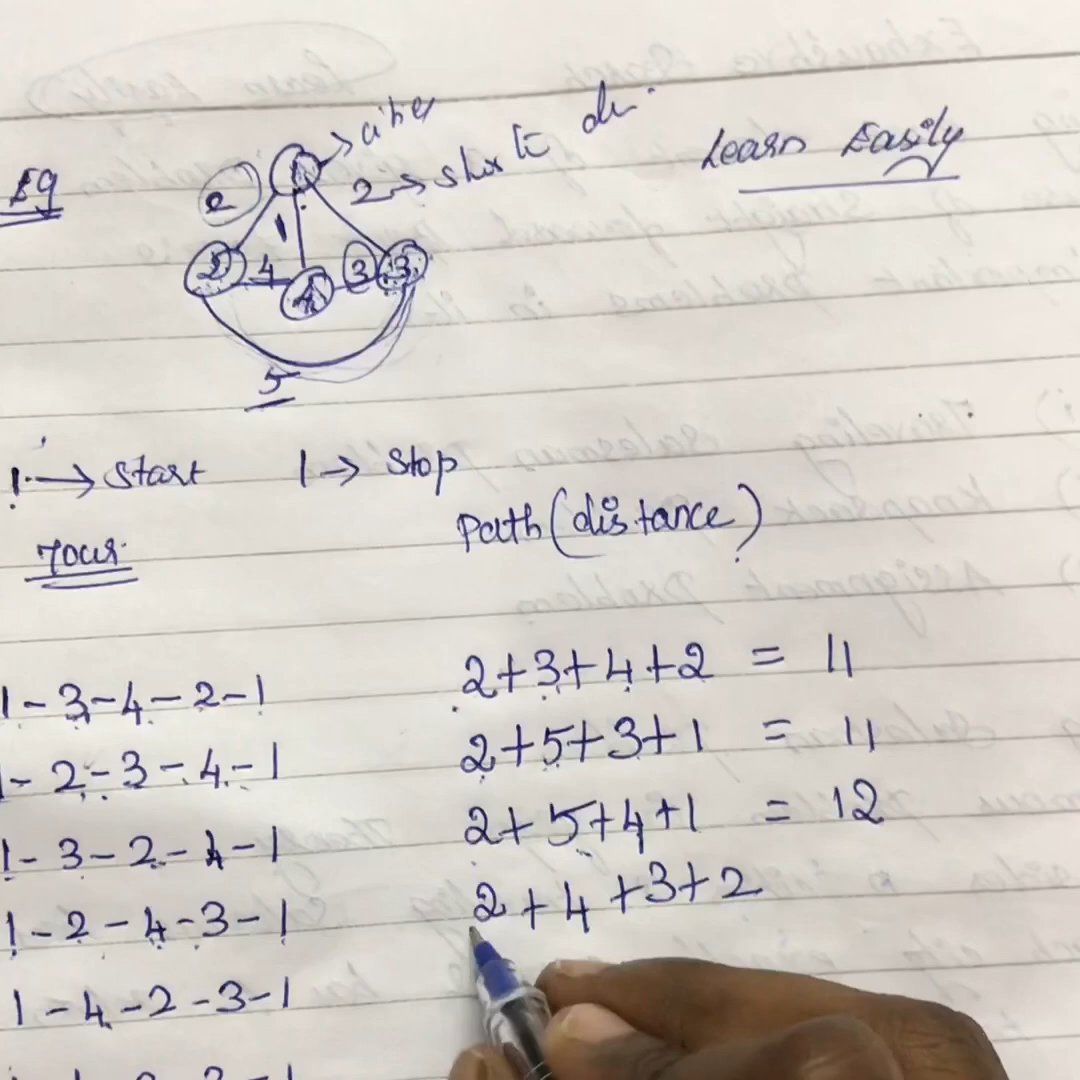 Learn Easily
Eg
1
2 1 2
2 4 4 3 3
5
1 → start 1 → stop
Tour Path (distance)
1 - 3 - 4 - 2 - 1 2+3+4+2 = 11
1 - 2 - 3 - 4 - 1 2+5+3+1 = 11
1 - 3 - 2 - 4 - 1 2+5+4+1 = 12
1 - 2 - 4 - 3 - 1 2+4+3+2
1 - 4 - 2 - 3 - 1